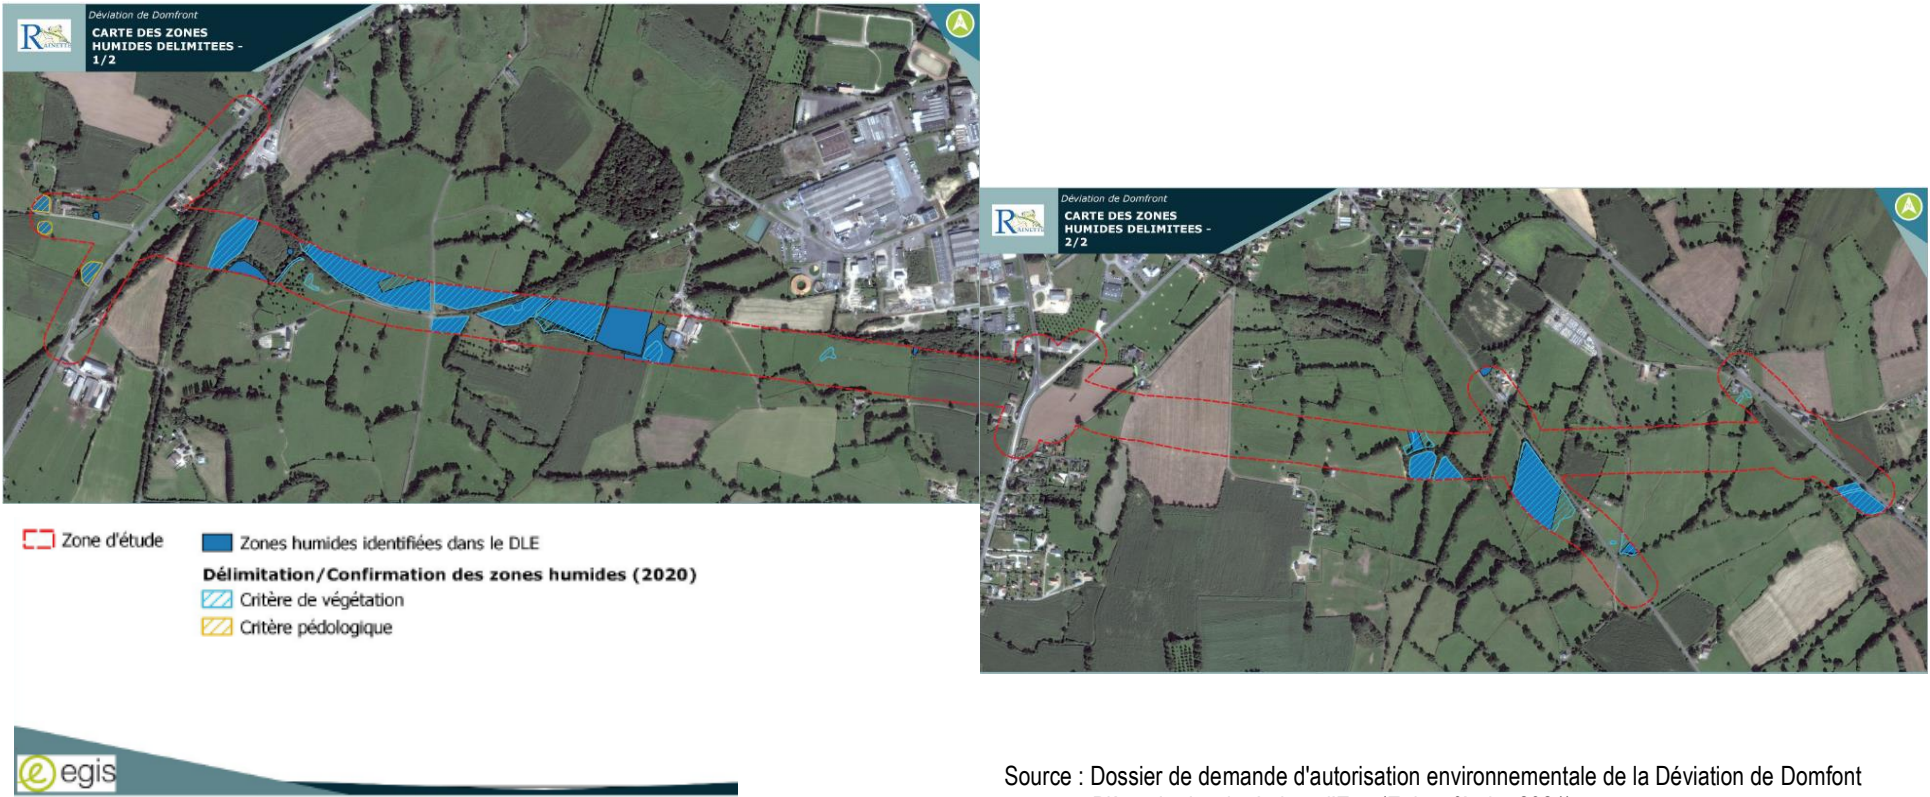 Déviation de Domfront
CARTE DES ZONES
HUMIDES DELIMITEES -
1/2
RAINETTE
Déviation de Domfront
CARTE DES ZONES
HUMIDES DELIMITEES -
2/2
RAINETTE
Zone d'étude
Zones humides identifiées dans le DLE
Délimitation/Confirmation des zones humides (2020)
Critère de végétation
Critère pédologique
egis
Source : Dossier de demande d'autorisation environnementale de la Déviation de Domfont